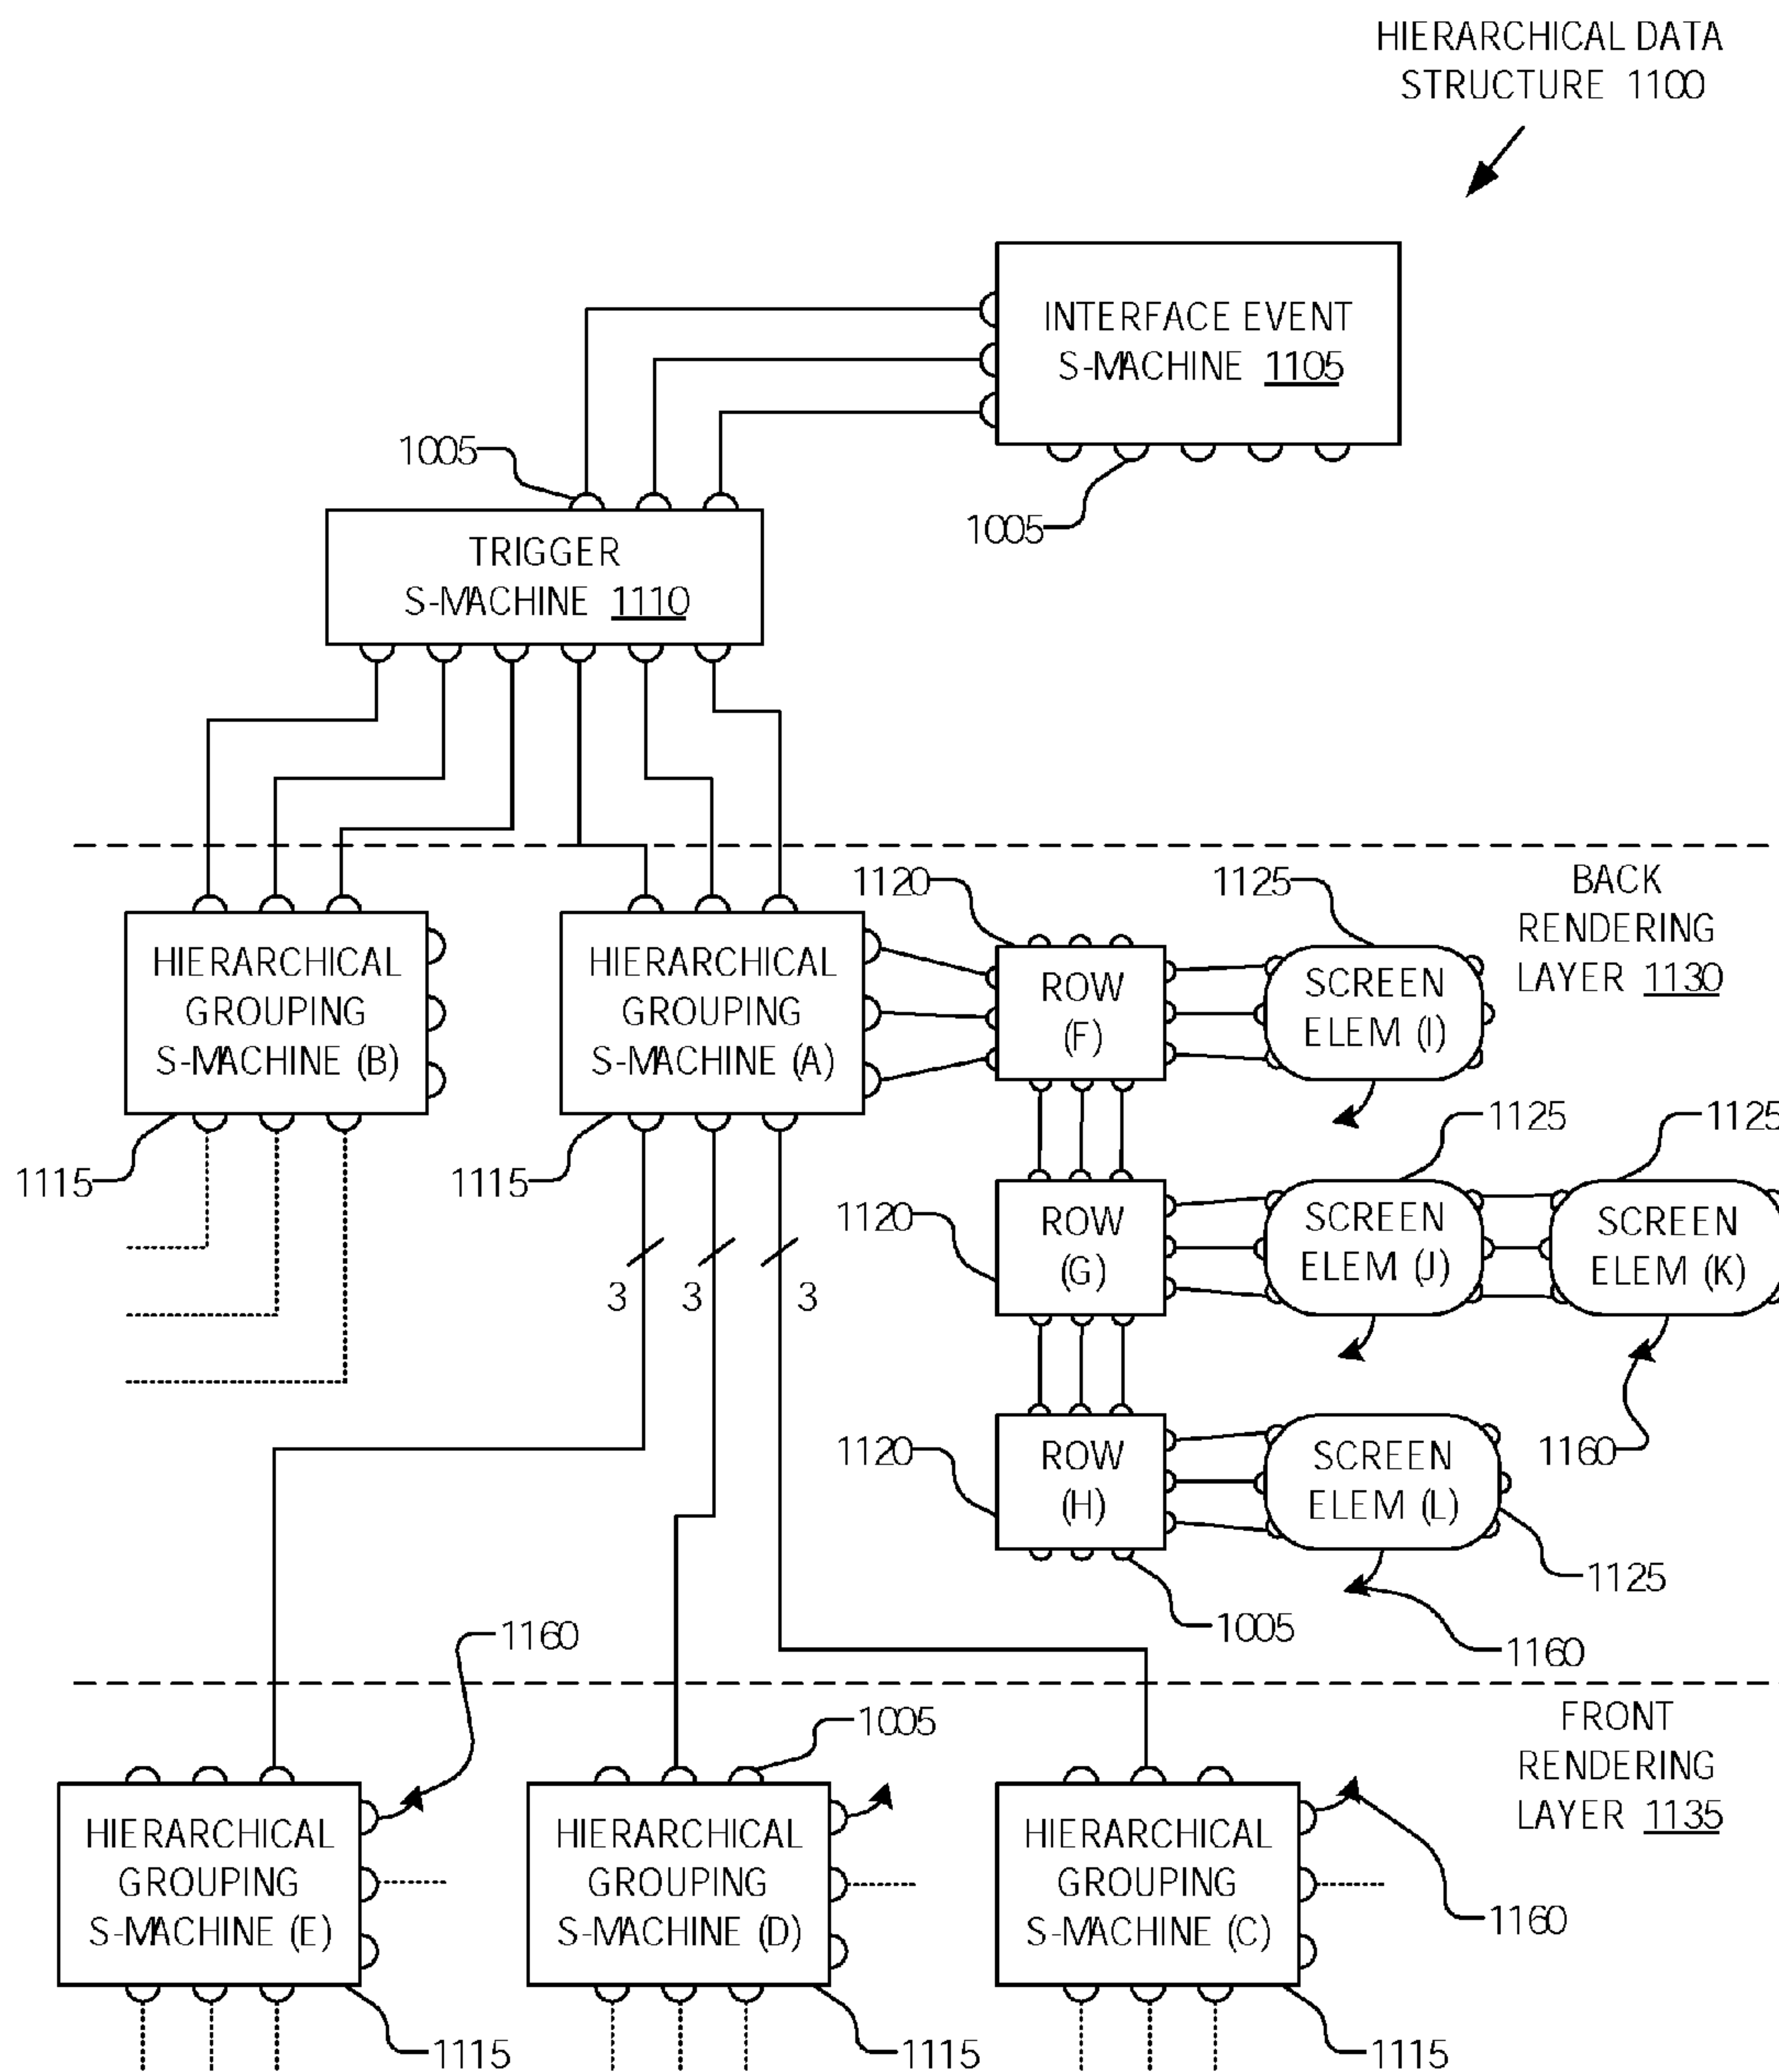 HIERARCHICAL DATA
STRUCTURE 1100
INTERFACE EVENT
S-MACHINE 1105
1005
1005
TRIGGER
S-MACHINE 1110
1120
1125
BACK
RENDERING
LAYER 1130
HIERARCHICAL
GROUPING
S-MACHINE (B)
HIERARCHICAL
GROUPING
S-MACHINE (A)
ROW
(F)
SCREEN
ELEM (I)
1115
1115
1125
1125
1120
ROW
(G)
SCREEN
ELEM (J)
SCREEN
ELEM (K)
3
3
3
1120
ROW
(H)
SCREEN
ELEM (L)
1160
1125
1005
1160
1160
1005
FRONT
RENDERING
LAYER 1135
HIERARCHICAL
GROUPING
S-MACHINE (E)
HIERARCHICAL
GROUPING
S-MACHINE (D)
HIERARCHICAL
GROUPING
S-MACHINE (C)
1160
1115
1115
1115